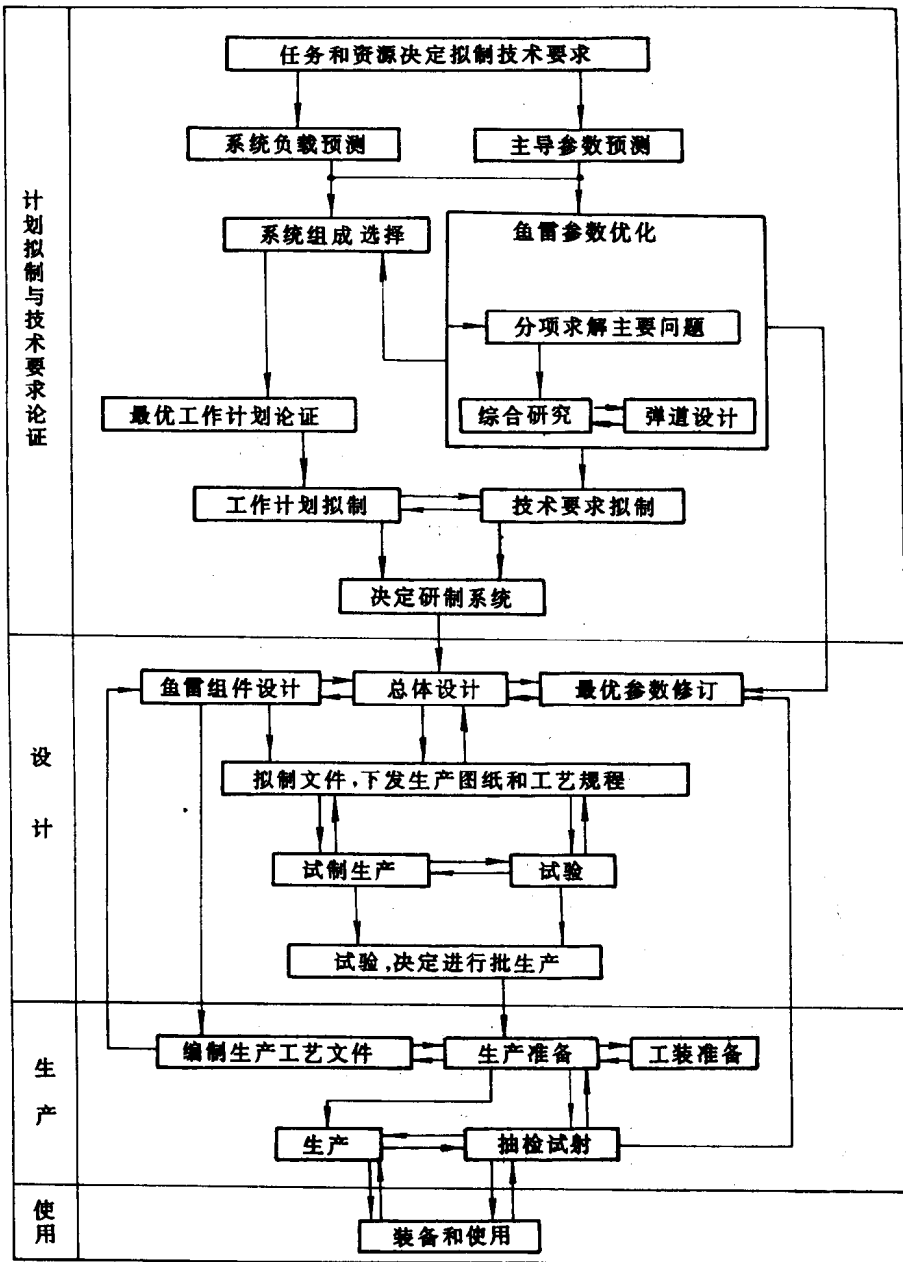 计划拟制与技术要求论证
任务和资源决定拟制技术要求
系统负载预测
主导参数预测
系统组成选择
鱼雷参数优化
分项求解主要问题
综合研究
弹道设计
最优工作计划论证
工作计划拟制
技术要求拟制
决定研制系统
设计
鱼雷组件设计
总体设计
最优参数修订
拟制文件,下发生产图纸和工艺规程
试制生产
试验
试验,决定进行批生产
生产
编制生产工艺文件
生产准备
工装准备
生产
抽检试射
使用
装备和使用